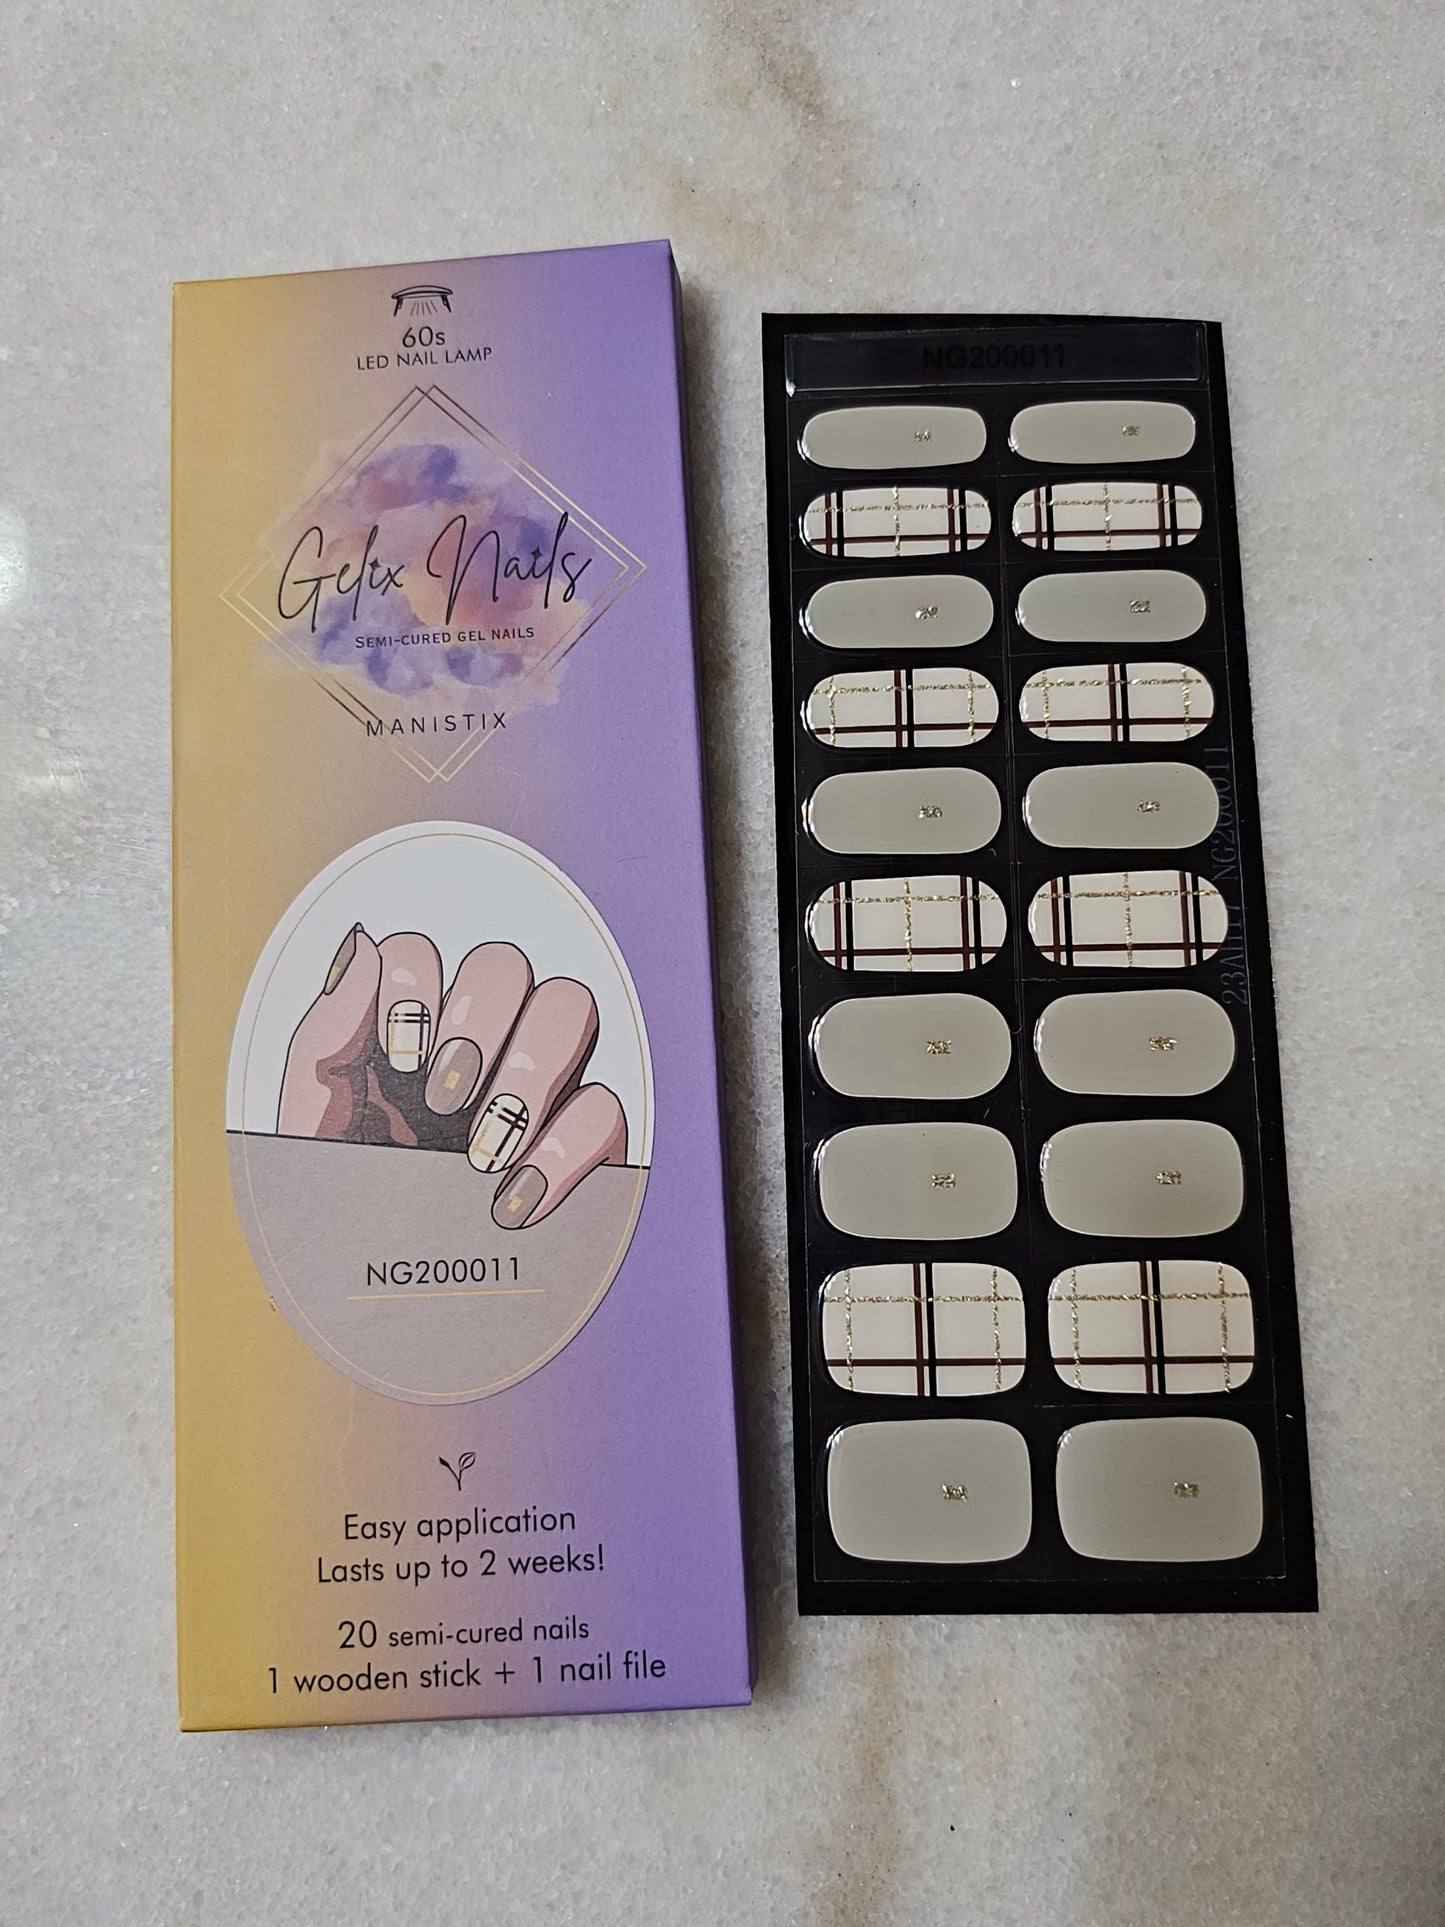 60s
LED NAIL LAMP
Gelix Nails
SEMI-CURED GEL NAILS
MANISTIX
NG200011
Easy application
Lasts up to 2 weeks!
20 semi-cured nails
1 wooden stick + 1 nail file
NG200011
NG200011